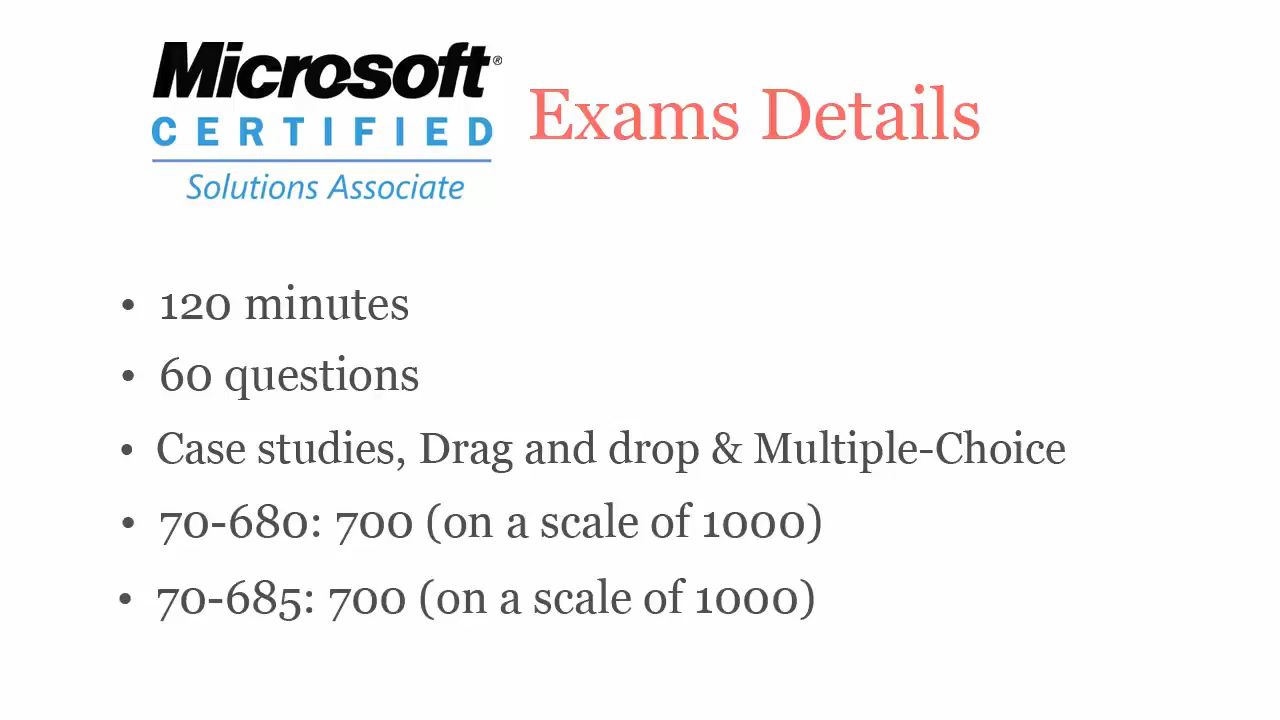 Microsoft®
CERTIFIED
Solutions Associate
Exams Details
• 120 minutes
• 60 questions
• Case studies, Drag and drop & Multiple-Choice
• 70-680: 700 (on a scale of 1000)
• 70-685: 700 (on a scale of 1000)